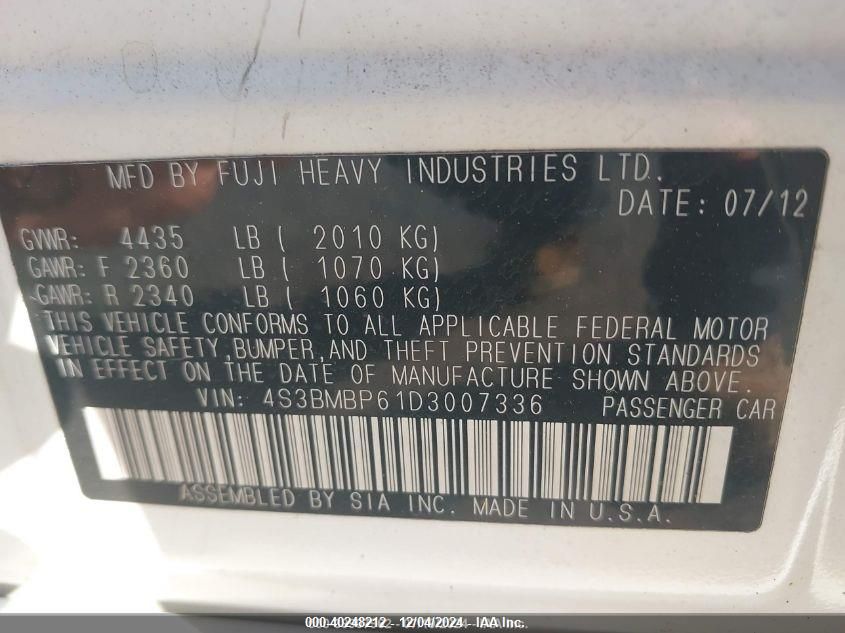 MFD BY FUJI HEAVY INDUSTRIES LTD.
DATE: 07/12
GVWR: 4435 LB ( 2010 KG)
GAWR: F 2360 LB ( 1070 KG)
GAWR: R 2340 LB ( 1060 KG)
THIS VEHICLE CONFORMS TO ALL APPLICABLE FEDERAL MOTOR
VEHICLE SAFETY,BUMPER,AND THEFT PREVENTION STANDARDS
IN EFFECT ON THE DATE OF MANUFACTURE SHOWN ABOVE.
VIN: 4S3BMBP61D3007336 PASSENGER CAR
ASSEMBLED BY SIA INC. MADE IN U.S.A.
000-40248212 - 12/04/2024 - IAA Inc.